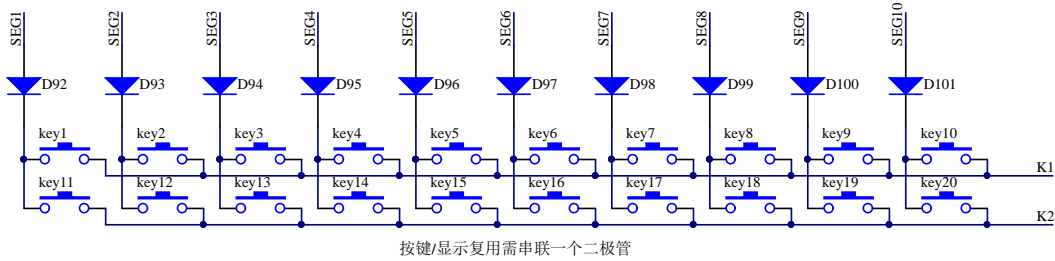 SEG1 SEG2 SEG3 SEG4 SEG5 SEG6 SEG7 SEG8 SEG9 SEG10
D92 D93 D94 D95 D96 D97 D98 D99 D100 D101
key1 key2 key3 key4 key5 key6 key7 key8 key9 key10
K1
key11 key12 key13 key14 key15 key16 key17 key18 key19 key20
K2
按键/显示复用需串联一个二极管